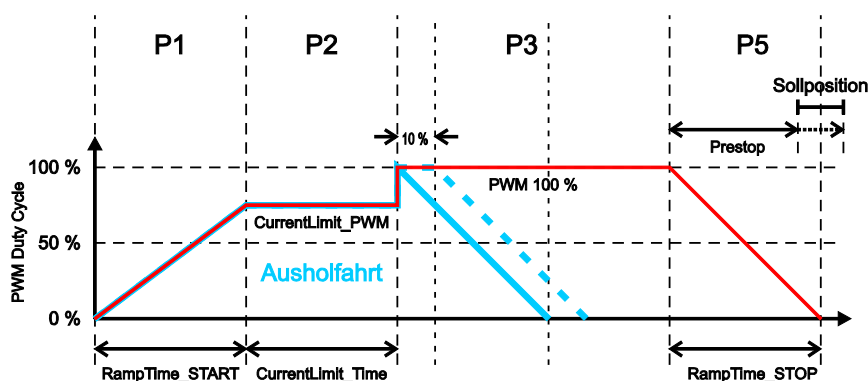 P1 P2 P3 P5
Sollposition
10 %
Prestop
100 %
PWM 100 %
CurrentLimit_PWM
50 %
Ausholfahrt
0 %
PWM Duty Cycle
RampTime_START CurrentLimit_Time RampTime_STOP